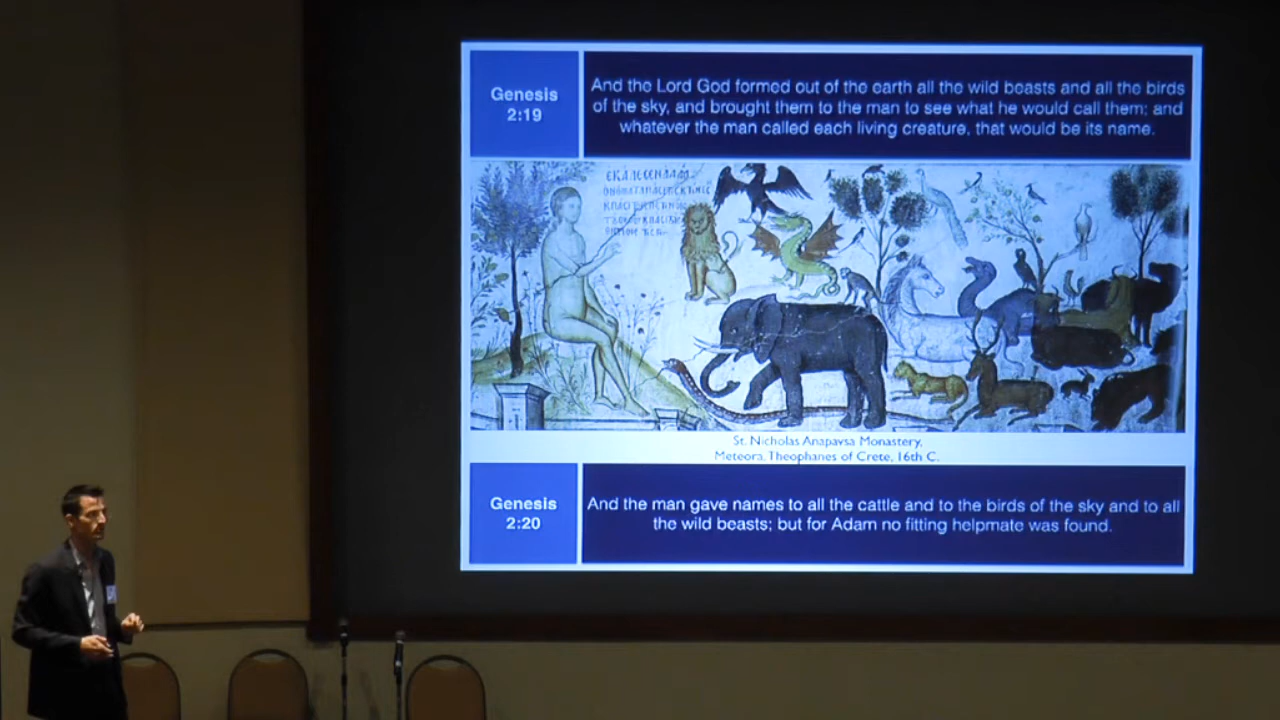 Genesis
2:19
And the Lord God formed out of the earth all the wild beasts and all the birds
of the sky, and brought them to the man to see what he would call them; and
whatever the man called each living creature, that would be its name.
St. Nicholas Anapavsa Monastery,
Meteora, Theophanes of Crete, 16th C.
Genesis
2:20
And the man gave names to all the cattle and to the birds of the sky and to all
the wild beasts; but for Adam no fitting helpmate was found.